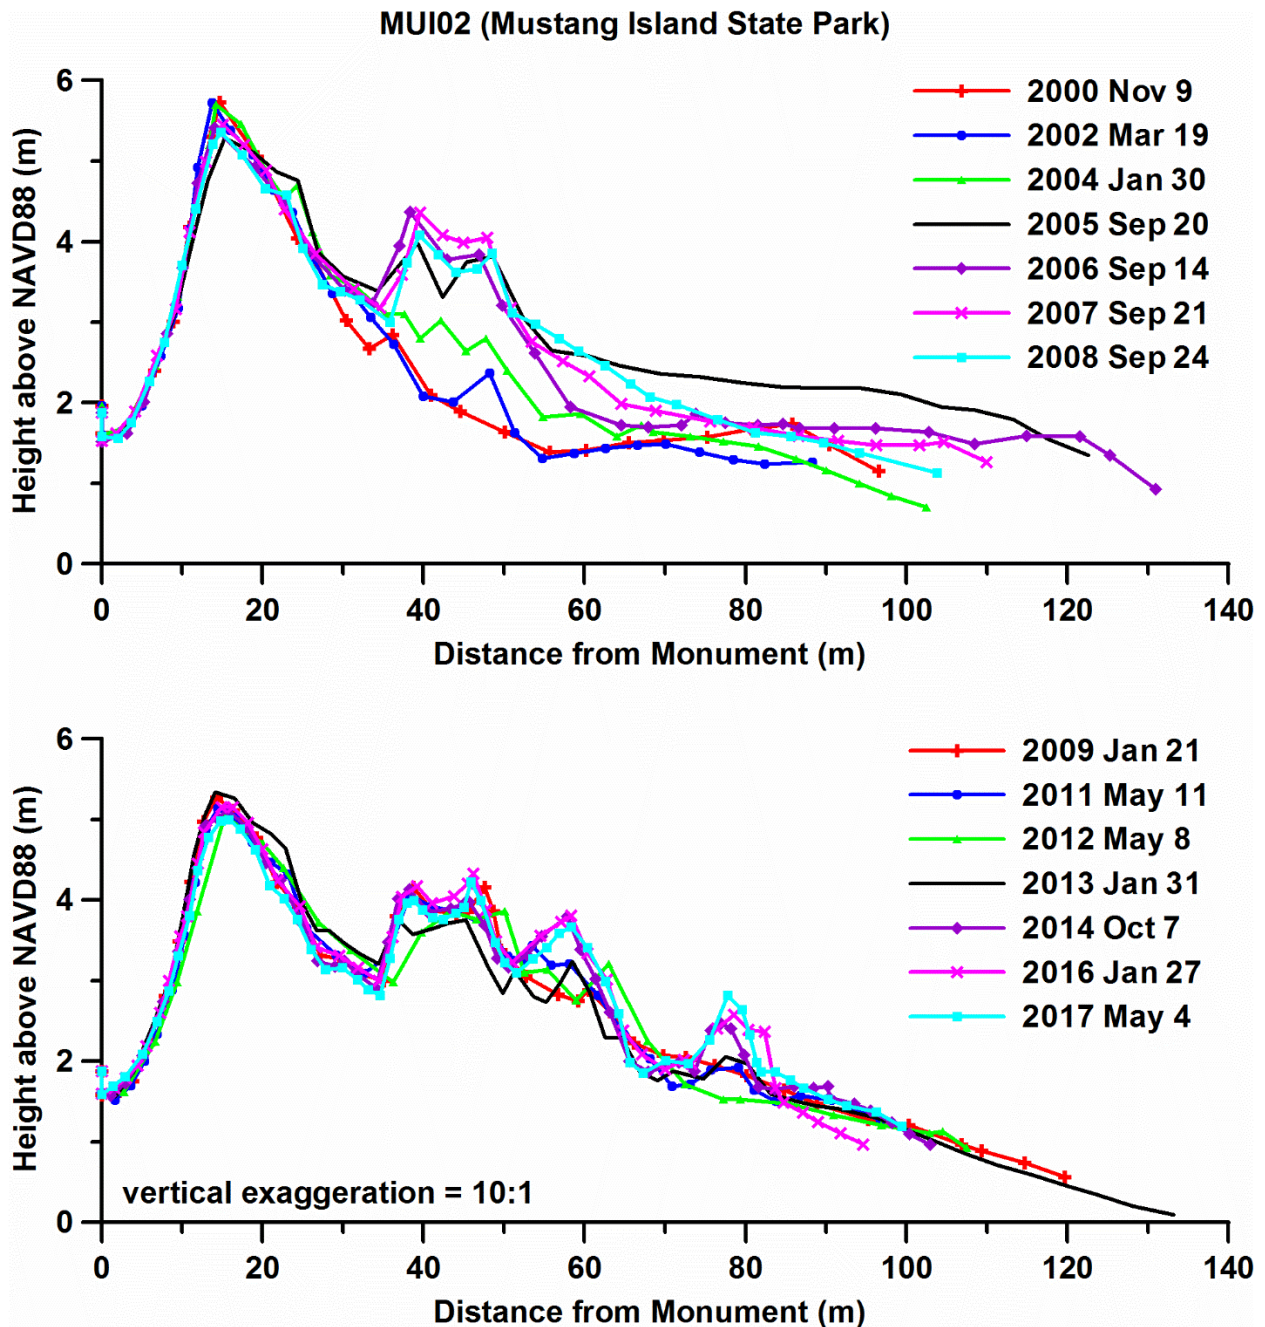 MUI02 (Mustang Island State Park)
Height above NAVD88 (m)
6
4
2
0
2000 Nov 9
2002 Mar 19
2004 Jan 30
2005 Sep 20
2006 Sep 14
2007 Sep 21
2008 Sep 24
0 20 40 60 80 100 120 140
Distance from Monument (m)
Height above NAVD88 (m)
6
4
2
0
2009 Jan 21
2011 May 11
2012 May 8
2013 Jan 31
2014 Oct 7
2016 Jan 27
2017 May 4
vertical exaggeration = 10:1
0 20 40 60 80 100 120 140
Distance from Monument (m)